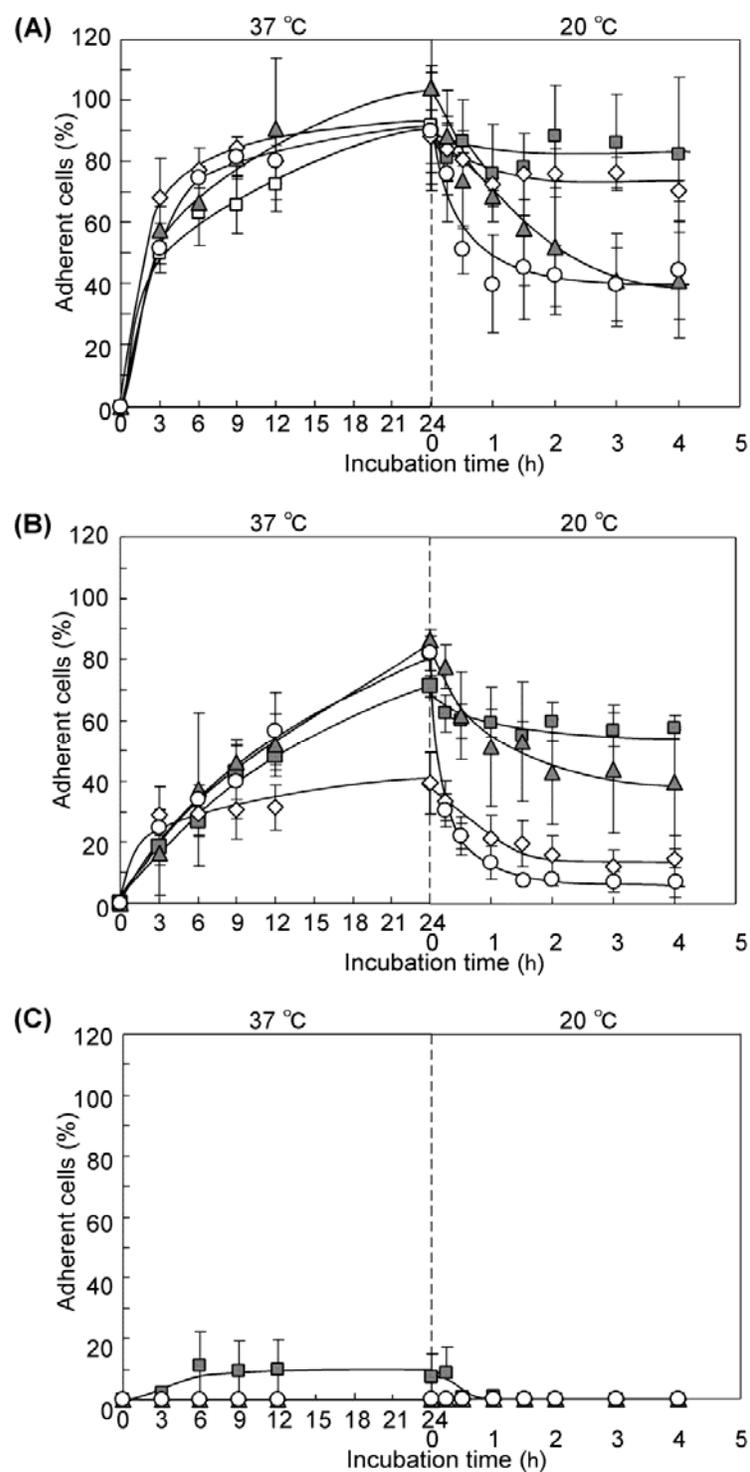 (A)
37 °C 20 °C
120
100
80
60
40
20
0
Adherent cells (%)
0 3 6 9 12 15 18 21 24
0 1 2 3 4 5
Incubation time (h)
(B)
37 °C 20 °C
120
100
80
60
40
20
0
Adherent cells (%)
0 3 6 9 12 15 18 21 24
0 1 2 3 4 5
Incubation time (h)
(C)
37 °C 20 °C
120
100
80
60
40
20
0
Adherent cells (%)
0 3 6 9 12 15 18 21 24
0 1 2 3 4 5
Incubation time (h)